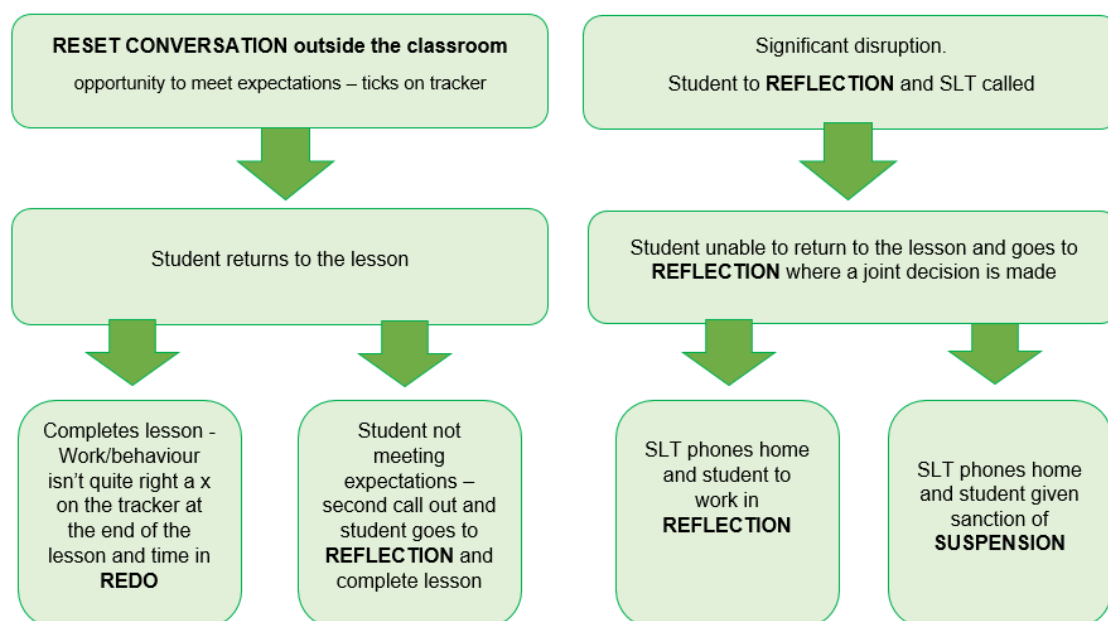 RESET CONVERSATION outside the classroom
opportunity to meet expectations – ticks on tracker
Significant disruption.
Student to REFLECTION and SLT called
Student returns to the lesson
Student unable to return to the lesson and goes to
REFLECTION where a joint decision is made
Completes lesson -
Work/behaviour
isn’t quite right a x
on the tracker at
the end of the
lesson and time in
REDO
Student not
meeting
expectations –
second call out and
student goes to
REFLECTION and
complete lesson
SLT phones home
and student to
work in
REFLECTION
SLT phones home
and student given
sanction of
SUSPENSION